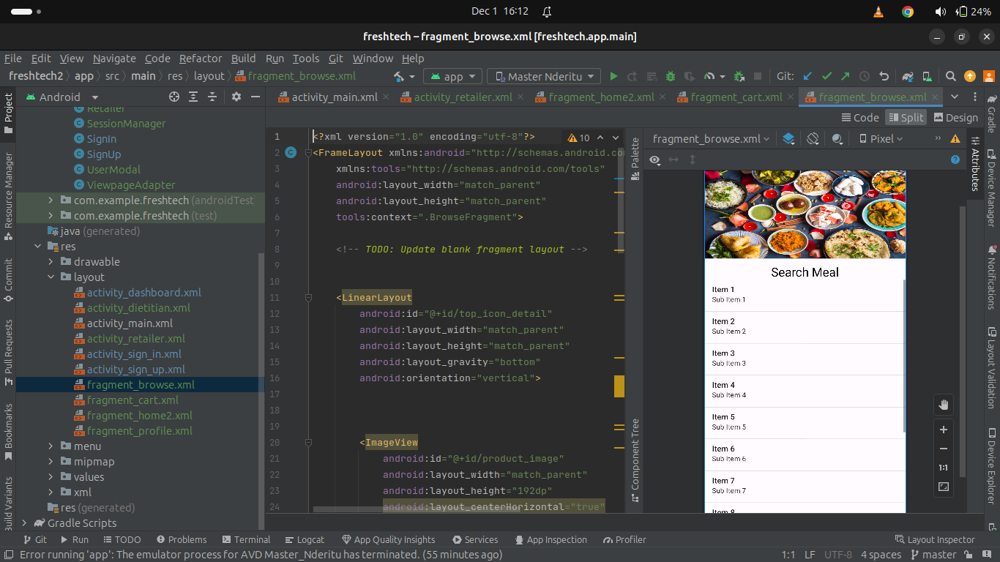 Dec 1 16:12
24%
freshtech – fragment_browse.xml [freshtech.app.main]
File Edit View Navigate Code Refactor Build Run Tools Git Window Help
freshtech2 app src main res layout fragment_browse.xml
app
Master Nderitu
Git:
Android
activity_main.xml
activity_retailer.xml
fragment_home2.xml
fragment_cart.xml
fragment_browse.xml
Code Split Design
Project
Resource Manager
Commit
Pull Requests
Bookmarks
Build Variants
Retailer
SessionManager
SignIn
SignUp
UserModal
ViewpageAdapter
com.example.freshtech (androidTest
com.example.freshtech (test)
java (generated)
res
drawable
layout
activity_dashboard.xml
activity_dietitian.xml
activity_main.xml
activity_retailer.xml
activity_sign_in.xml
activity_sign_up.xml
fragment_browse.xml
fragment_cart.xml
fragment_home2.xml
fragment_profile.xml
menu
mipmap
values
xml
res (generated)
Gradle Scripts
10
1 <?xml version="1.0" encoding="utf-8"?>
2 <FrameLayout xmlns:android="http://schemas.android.co
3 xmlns:tools="http://schemas.android.com/tools"
4 android:layout_width="match_parent"
5 android:layout_height="match_parent"
6 tools:context=".BrowseFragment">
7
8 <!-- TODO: Update blank fragment layout -->
9
10
11 <LinearLayout
12 android:id="@+id/top_icon_detail"
13 android:layout_width="match_parent"
14 android:layout_height="match_parent"
15 android:layout_gravity="bottom"
16 android:orientation="vertical">
17
18
19
20 <ImageView
21 android:id="@+id/product_image"
22 android:layout_width="match_parent"
23 android:layout_height="192dp"
24 android:layout_centerHorizontal="true"
Palette
Component Tree
fragment_browse.xml
Pixel
Search Meal
Item 1
Sub Item 1
Item 2
Sub Item 2
Item 3
Sub Item 3
Item 4
Sub Item 4
Item 5
Sub Item 5
Item 6
Sub Item 6
Item 7
Sub Item 7
Item 8
1:1
Attributes
Gradle
Device Manager
Notifications
Layout Validation
Device Explorer
Git Run TODO Problems Terminal Logcat App Quality Insights Services App Inspection Profiler Layout Inspector
Error running 'app': The emulator process for AVD Master_Nderitu has terminated. (55 minutes ago)
1:1 LF UTF-8 4 spaces master